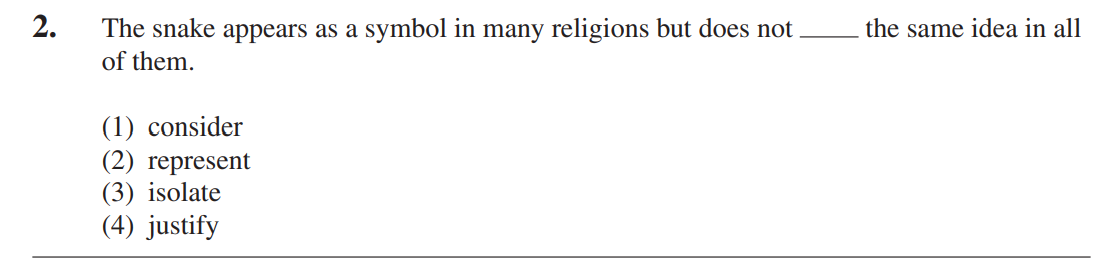 2. The snake appears as a symbol in many religions but does not _____ the same idea in all
of them.
(1) consider
(2) represent
(3) isolate
(4) justify